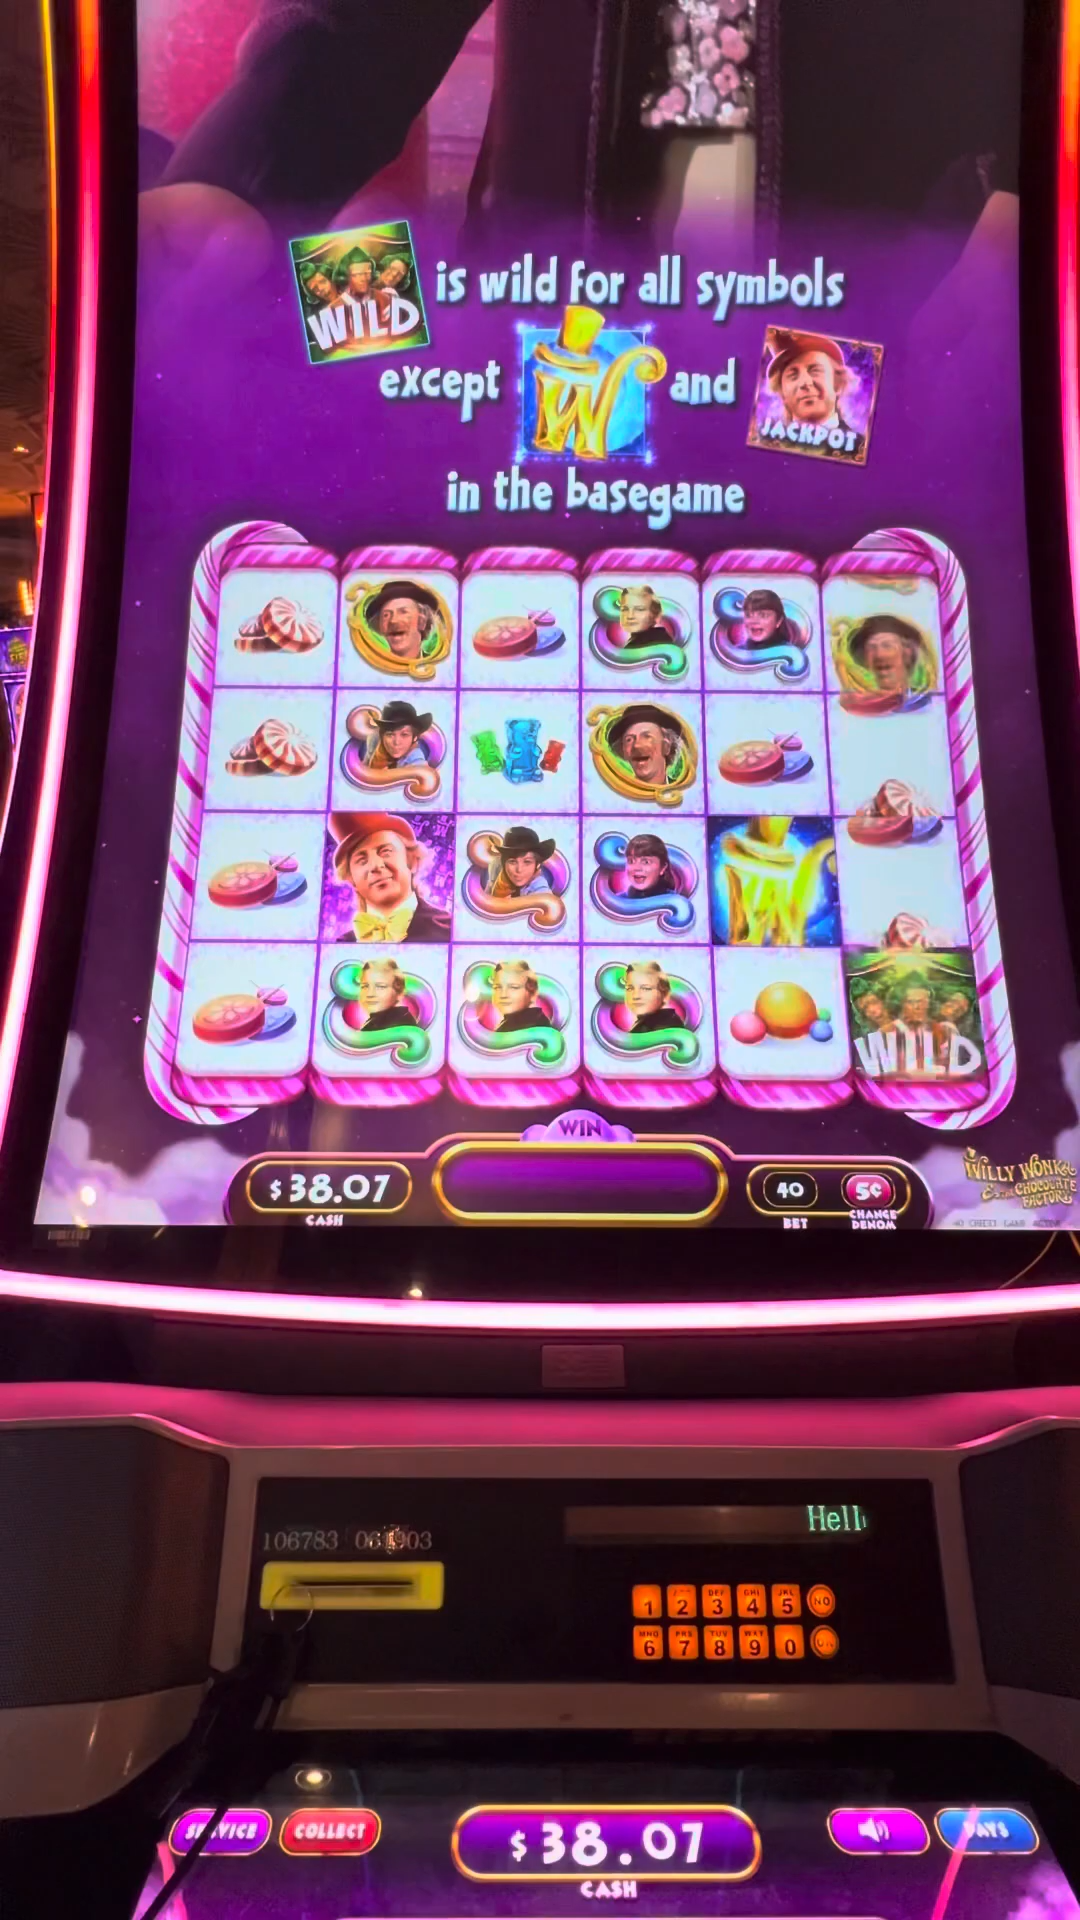 WILD
is wild for all symbols
except W and
JACKPOT
in the basegame
W
WILD
WIN
$38.07
CASH
40
BET
5¢
CHANGE
DENOM
WILLY WONKA
& THE CHOCOLATE
FACTORY
Hell
106783
1 2 3 4 5 NO
6 7 8 9 0
SERVICE
COLLECT
$38.07
CASH
PAYS